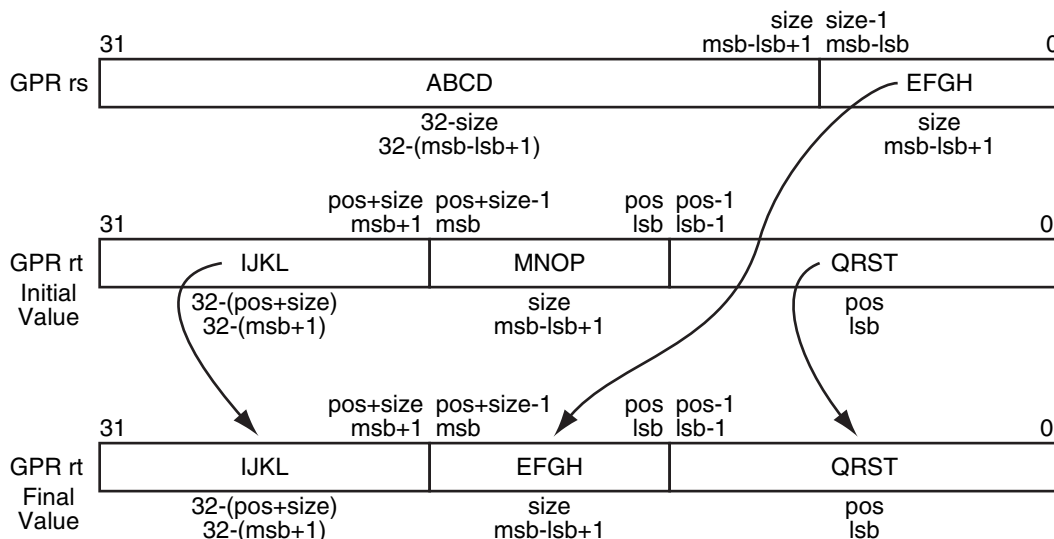 size size-1
31 msb-lsb+1 msb-lsb 0
GPR rs ABCD EFGH
32-size size
32-(msb-lsb+1) msb-lsb+1
pos+size pos+size-1 pos pos-1
31 msb+1 msb lsb lsb-1 0
GPR rt IJKL MNOP QRST
Initial 32-(pos+size) size pos
Value 32-(msb+1) msb-lsb+1 lsb
pos+size pos+size-1 pos pos-1
31 msb+1 msb lsb lsb-1 0
GPR rt IJKL EFGH QRST
Final 32-(pos+size) size pos
Value 32-(msb+1) msb-lsb+1 lsb